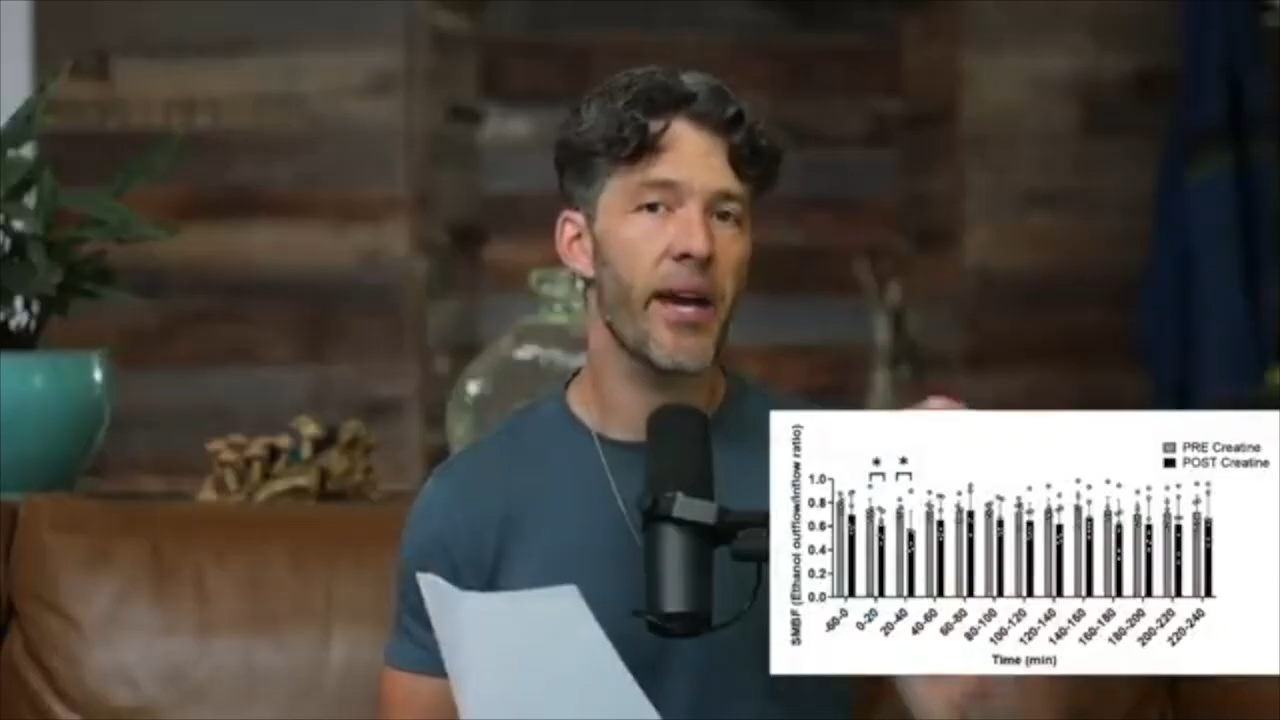 PRE Creatine
POST Creatine
* *
SMBF (Ethanol outflow/inflow ratio)
1.0
0.8
0.6
0.4
0.2
0.0
-60-0 0-20 20-40 40-60 60-80 80-100 100-120 120-140 140-160 160-180 180-200 200-220 220-240
Time (min)